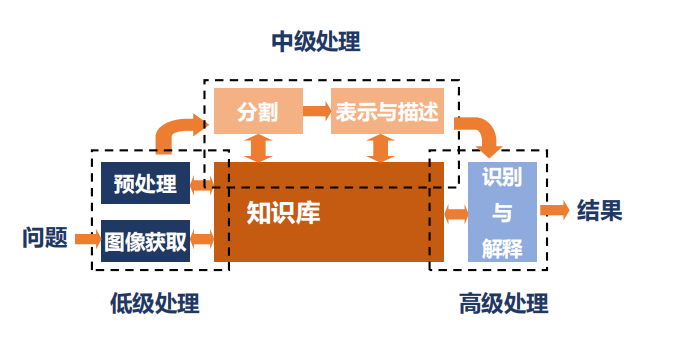 中级处理
分割
表示与描述
预处理
知识库
识别
与
解释
结果
问题
图像获取
低级处理
高级处理